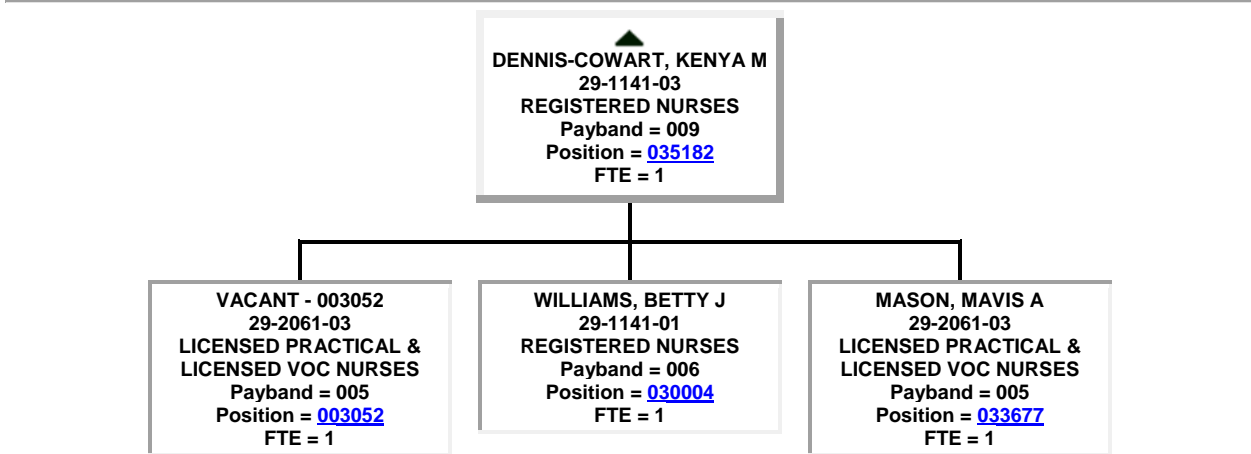 DENNIS-COWART, KENYA M
29-1141-03
REGISTERED NURSES
Payband = 009
Position = 035182
FTE = 1
VACANT - 003052
29-2061-03
LICENSED PRACTICAL &
LICENSED VOC NURSES
Payband = 005
Position = 003052
FTE = 1
WILLIAMS, BETTY J
29-1141-01
REGISTERED NURSES
Payband = 006
Position = 030004
FTE = 1
MASON, MAVIS A
29-2061-03
LICENSED PRACTICAL &
LICENSED VOC NURSES
Payband = 005
Position = 033677
FTE = 1